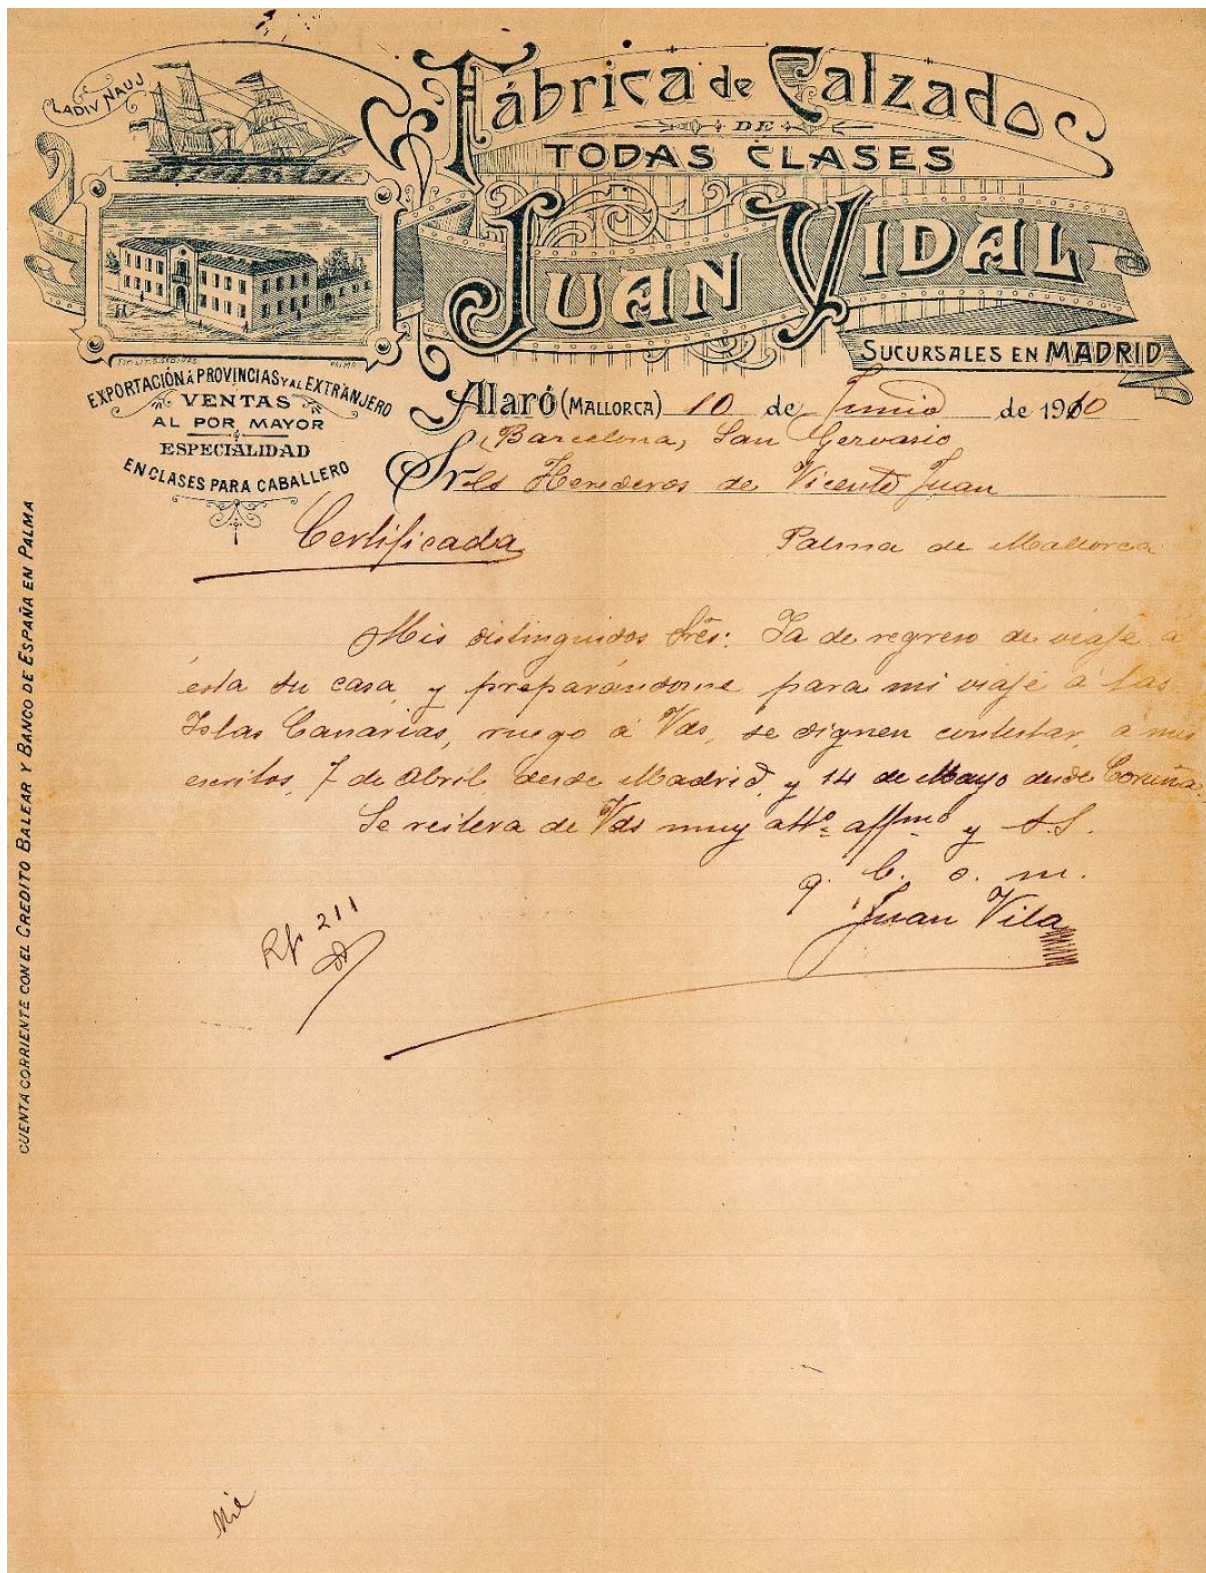 LADIV NAUJ
Fábrica de Calzados
DE
TODAS CLASES
JUAN VIDAL
SUCURSALES EN MADRID
EXPORTACIÓN Á PROVINCIAS Y AL EXTRANJERO
VENTAS
AL POR MAYOR
ESPECIALIDAD
EN CLASES PARA CABALLERO
Alaró (MALLORCA) 10 de Junio de 1910
(Barcelona, San Gervasio
Sres Herederos de Vicente Juan
Certificada
Palma de Mallorca
Mis distinguidos Sres: Ya de regreso de viaje á
esta su casa, y preparándome para mi viaje á las
Islas Canarias, ruego á Vds, se dignen contestar, á mis
escritos, 7 de Abril, desde Madrid, y 14 de Mayo desde Coruña.
Se reitera de Vds muy attº affmº y S.S.
q. b. s. m.
Juan Vila
211
CUENTA CORRIENTE CON EL CREDITO BALEAR Y BANCO DE ESPAÑA EN PALMA